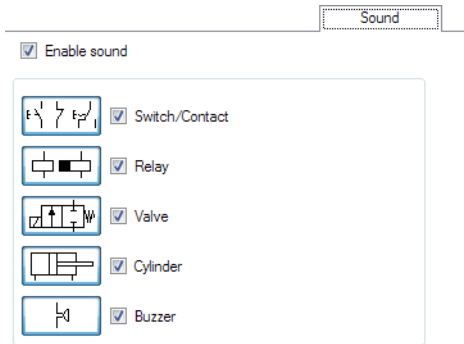 Sound
Enable sound
Switch/Contact
Relay
Valve
Cylinder
Buzzer